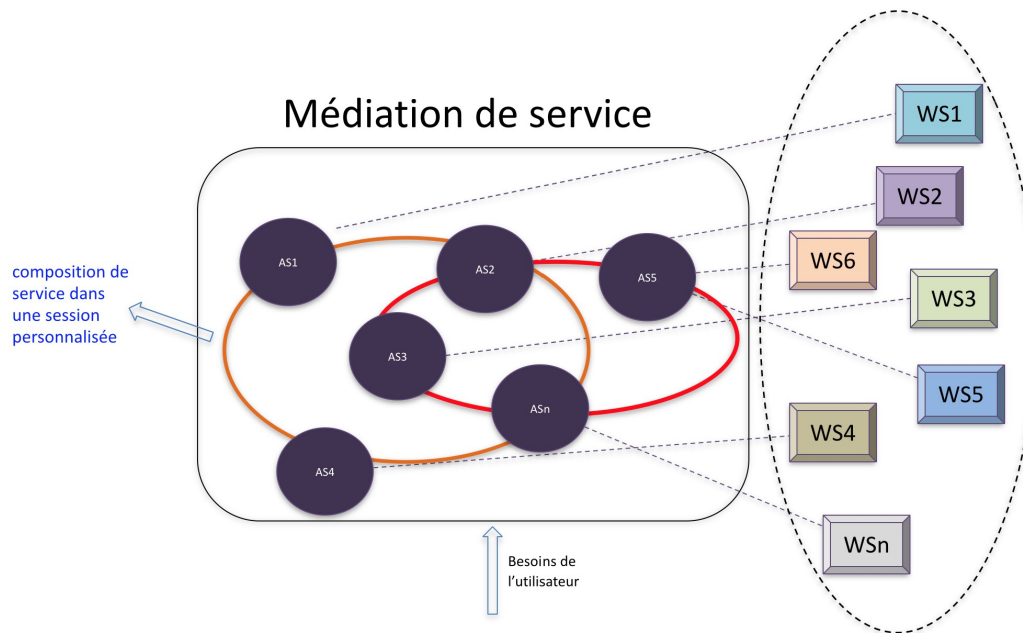 Médiation de service
WS1
WS2
WS6
WS3
WS5
WS4
WSn
AS1
AS2
AS5
AS3
ASn
AS4
composition de
service dans
une session
personnalisée
Besoins de
l’utilisateur